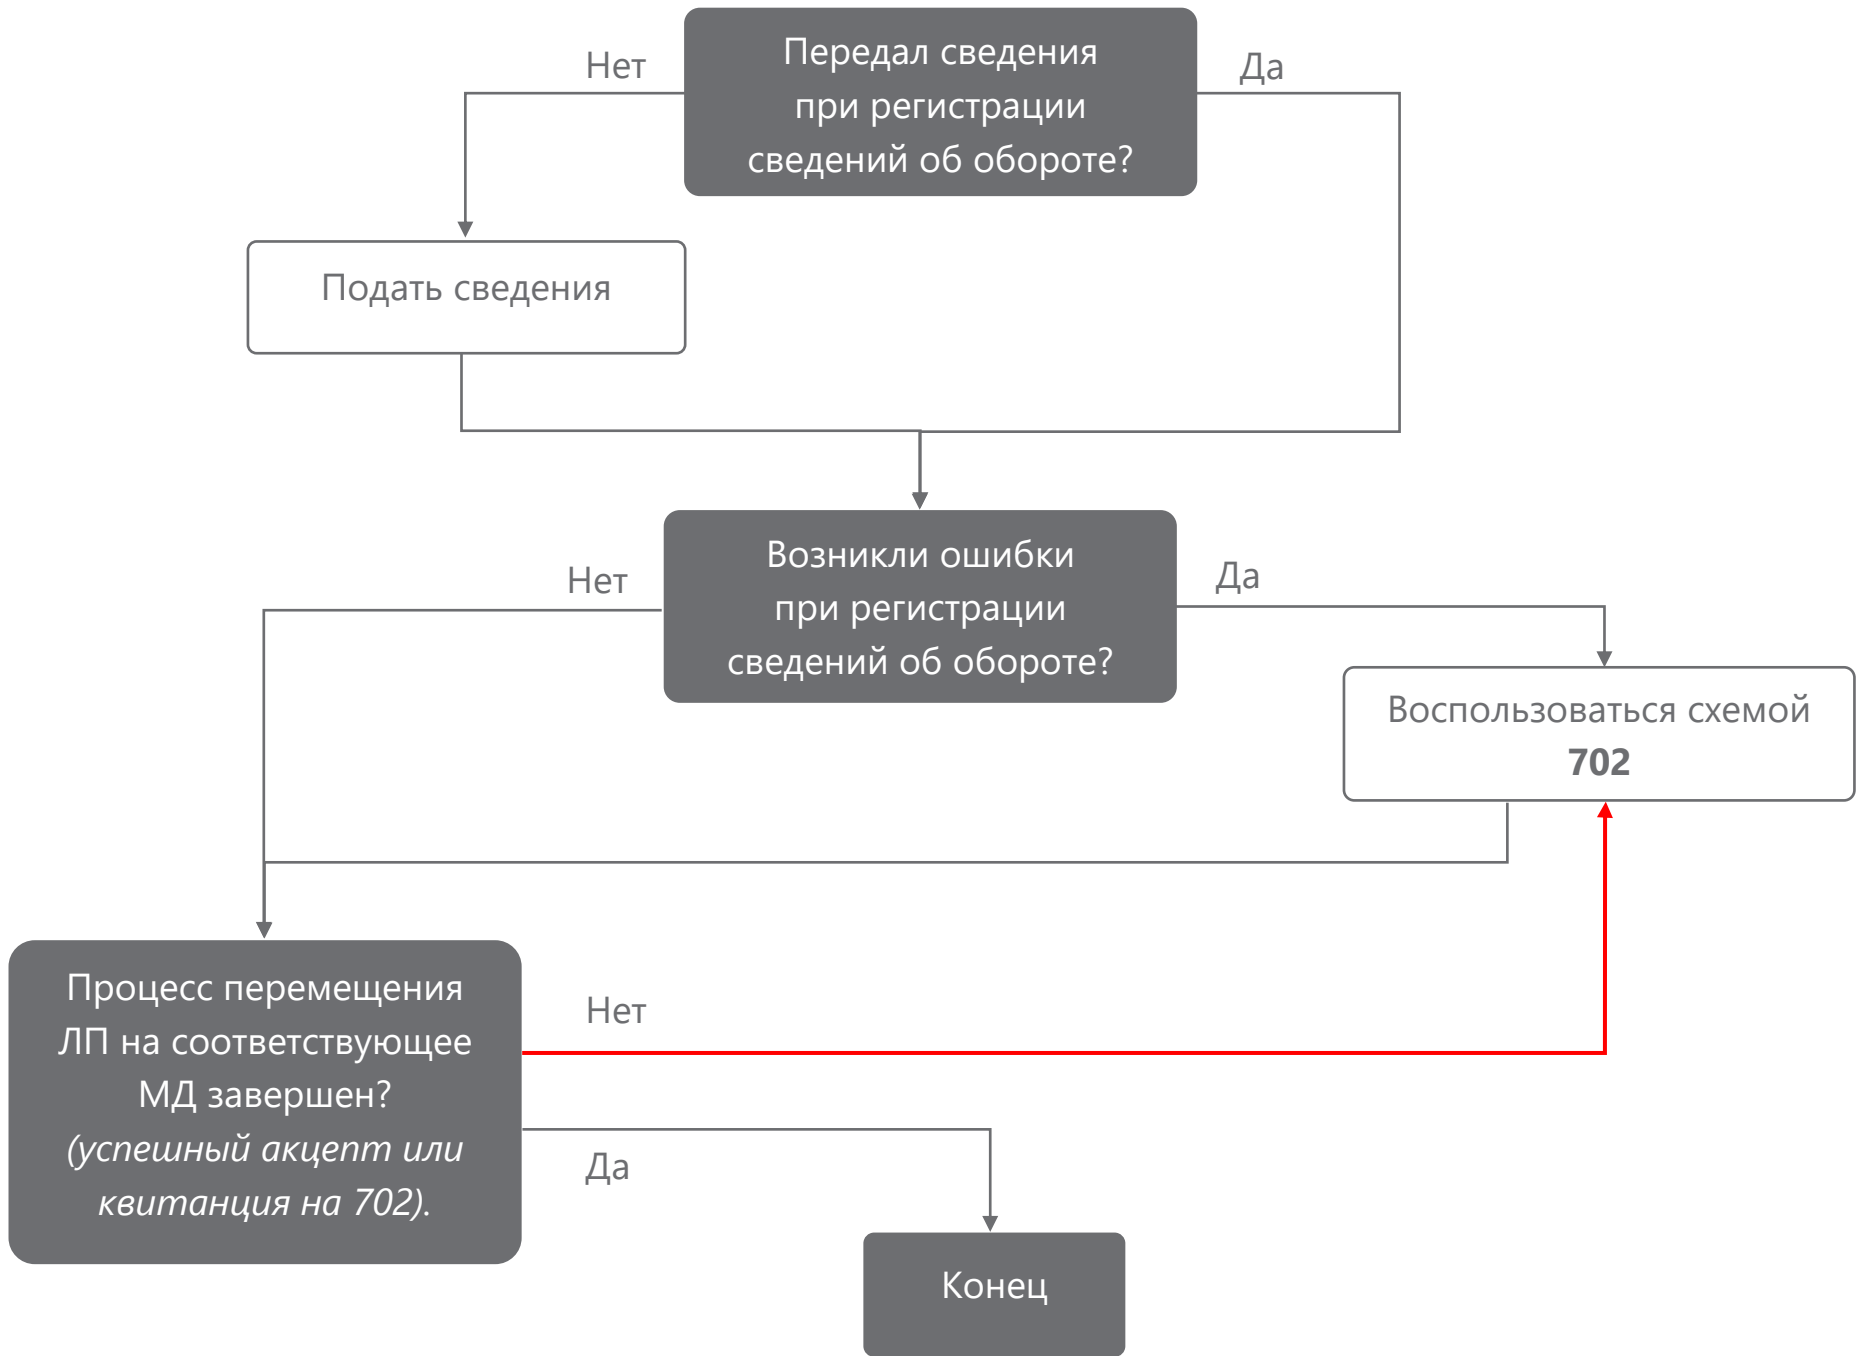 Передал сведения
при регистрации
сведений об обороте?
Нет
Да
Подать сведения
Возникли ошибки
при регистрации
сведений об обороте?
Нет
Да
Воспользоваться схемой
702
Процесс перемещения
ЛП на соответствующее
МД завершен?
(успешный акцепт или
квитанция на 702).
Нет
Да
Конец